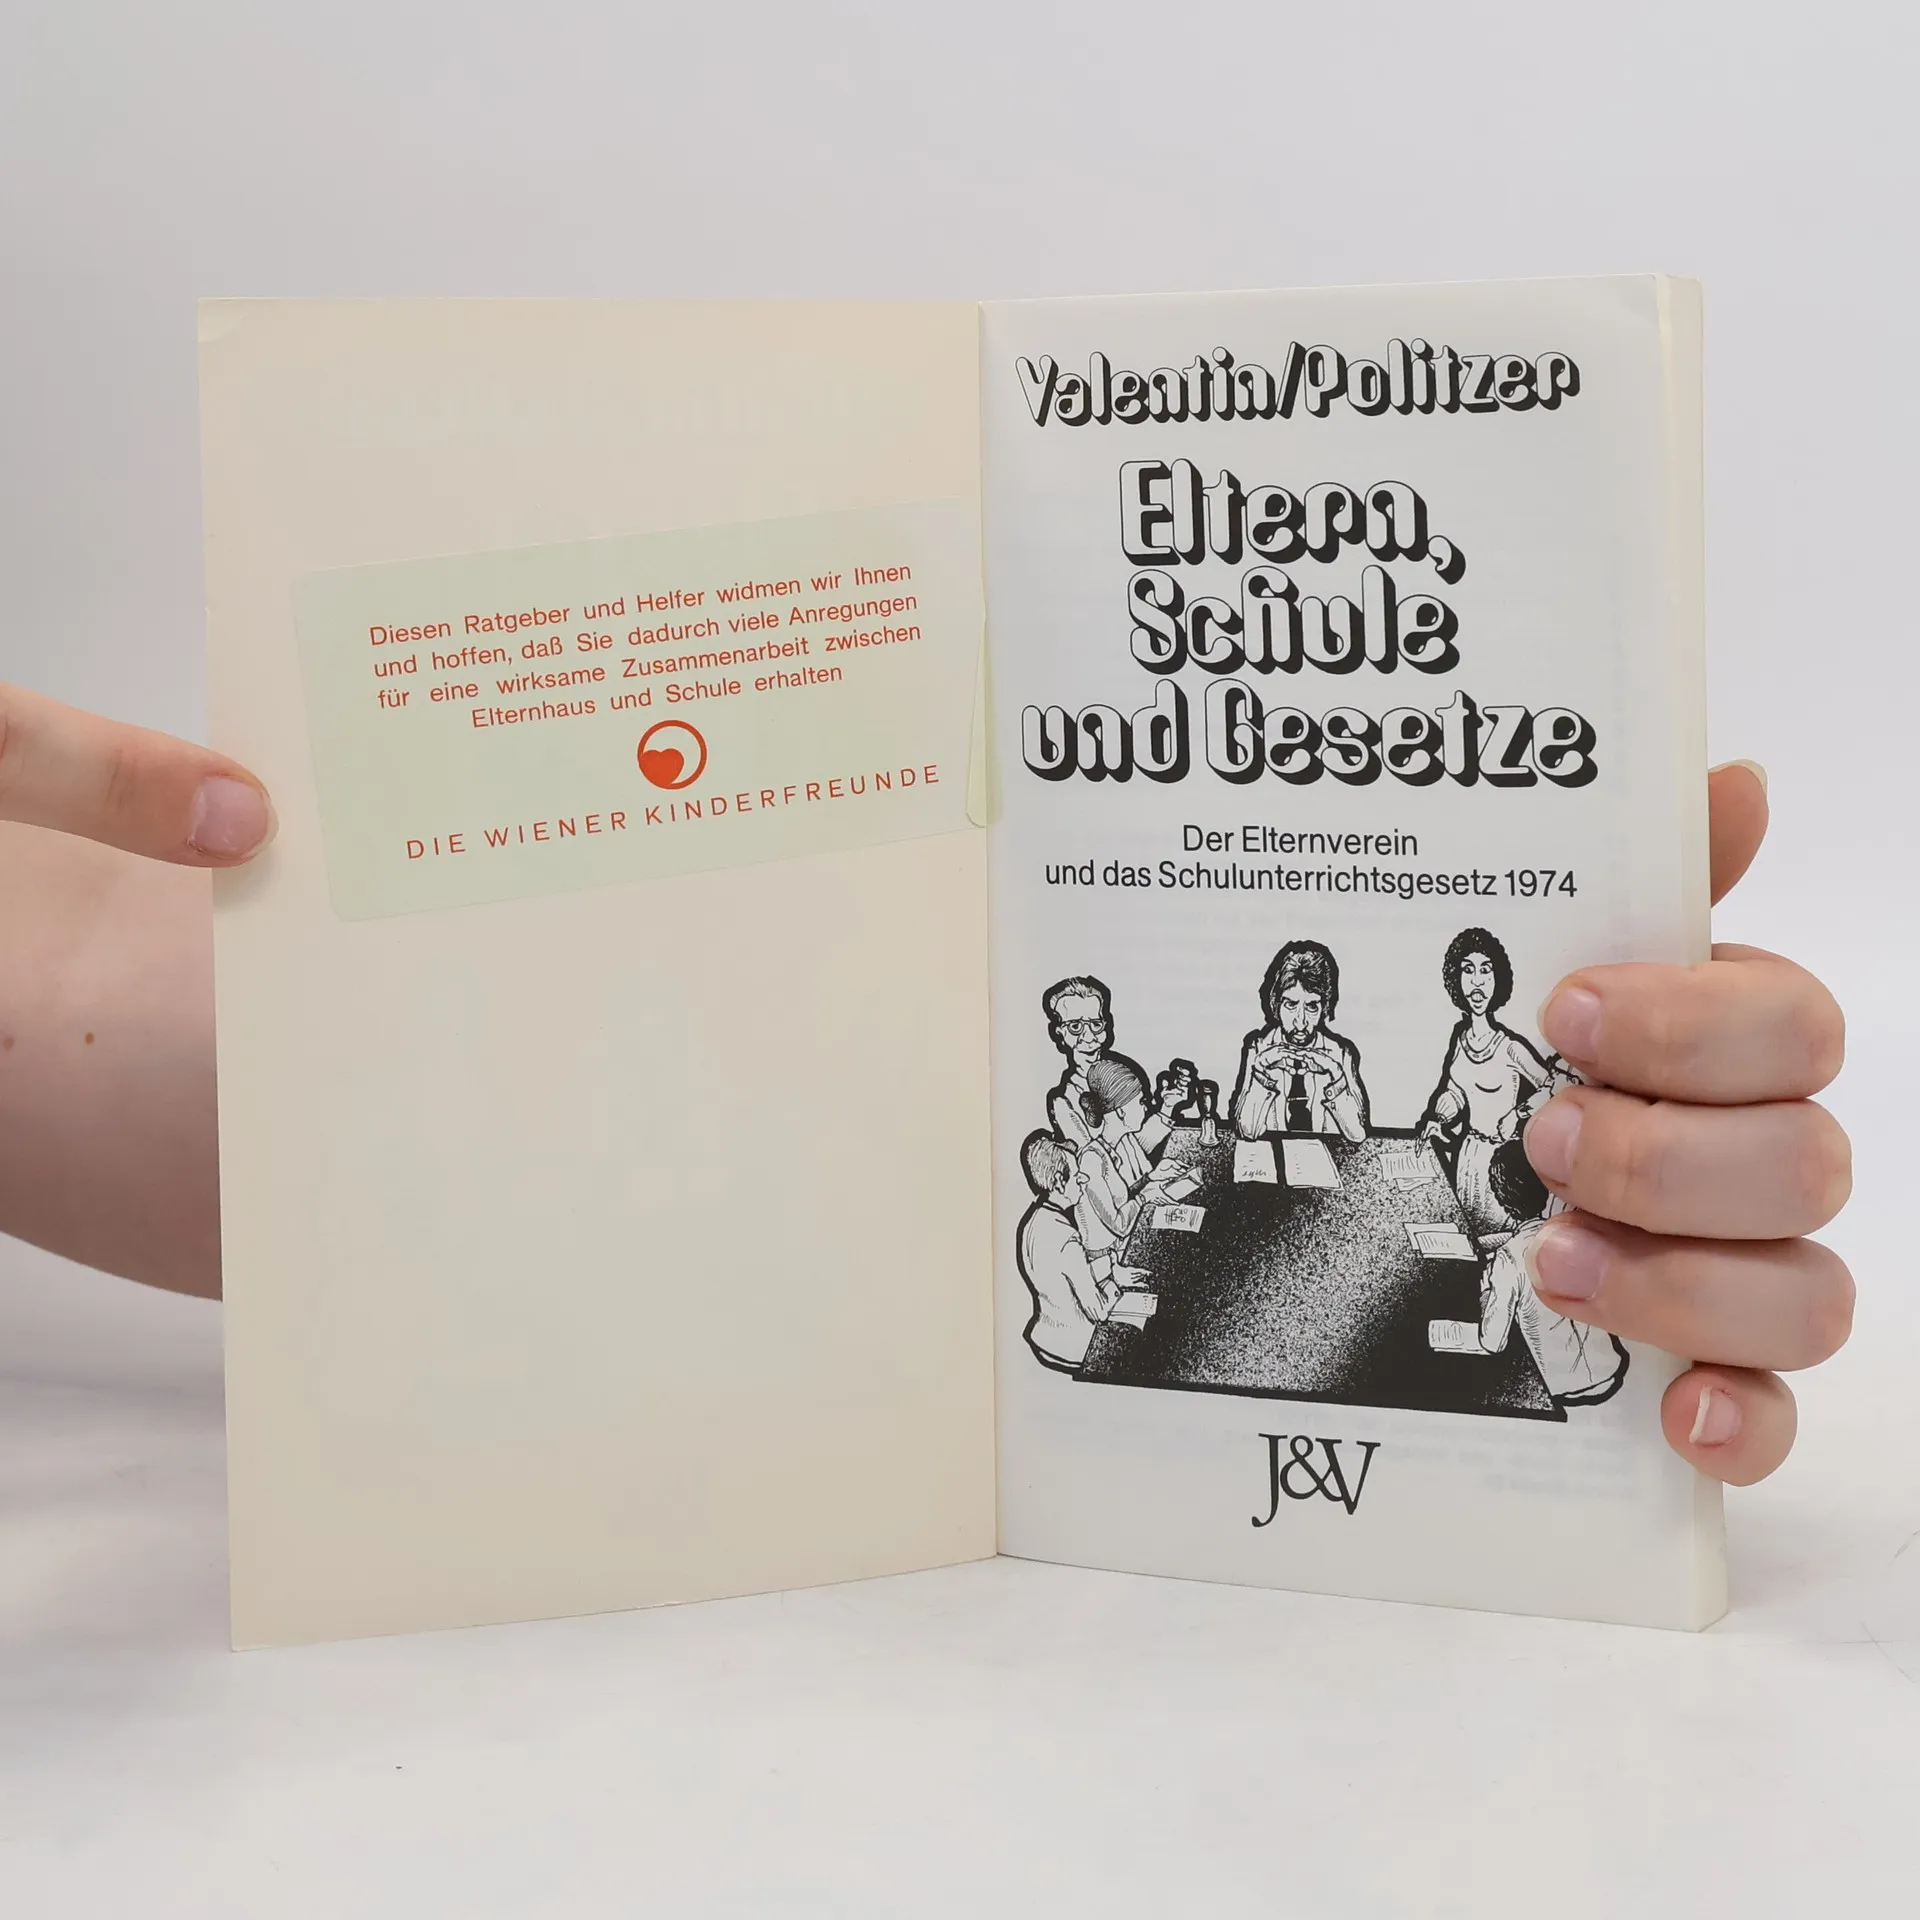 Diesen Ratgeber und Helfer widmen wir Ihnen
und hoffen, daß Sie dadurch viele Anregungen
für eine wirksame Zusammenarbeit zwischen
Elternhaus und Schule erhalten
DIE WIENER KINDERFREUNDE
Valentin/Politzer
Eltern,
Schule
und Gesetze
Der Elternverein
und das Schulunterrichtsgesetz 1974
J&V